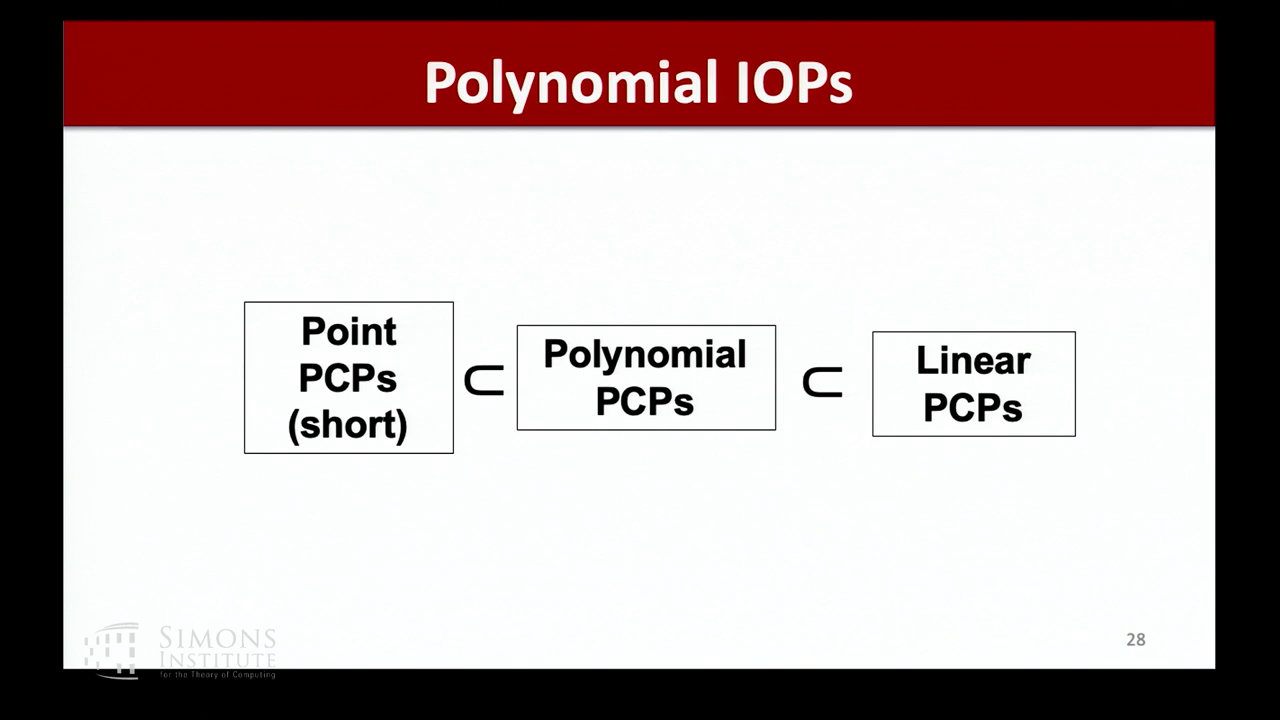 Polynomial IOPs
Point
PCPs
(short)
⊂
Polynomial
PCPs
⊂
Linear
PCPs
28
SIMONS
INSTITUTE
for the Theory of Computing